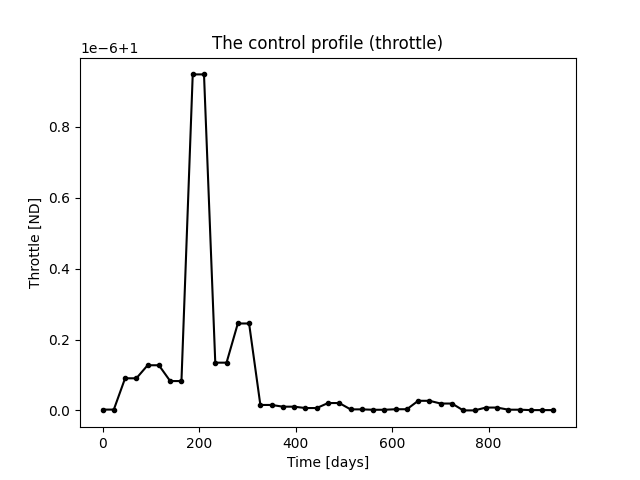 The control profile (throttle)
1e−6+1
0.8
0.6
0.4
0.2
0.0
Throttle [ND]
0 200 400 600 800
Time [days]